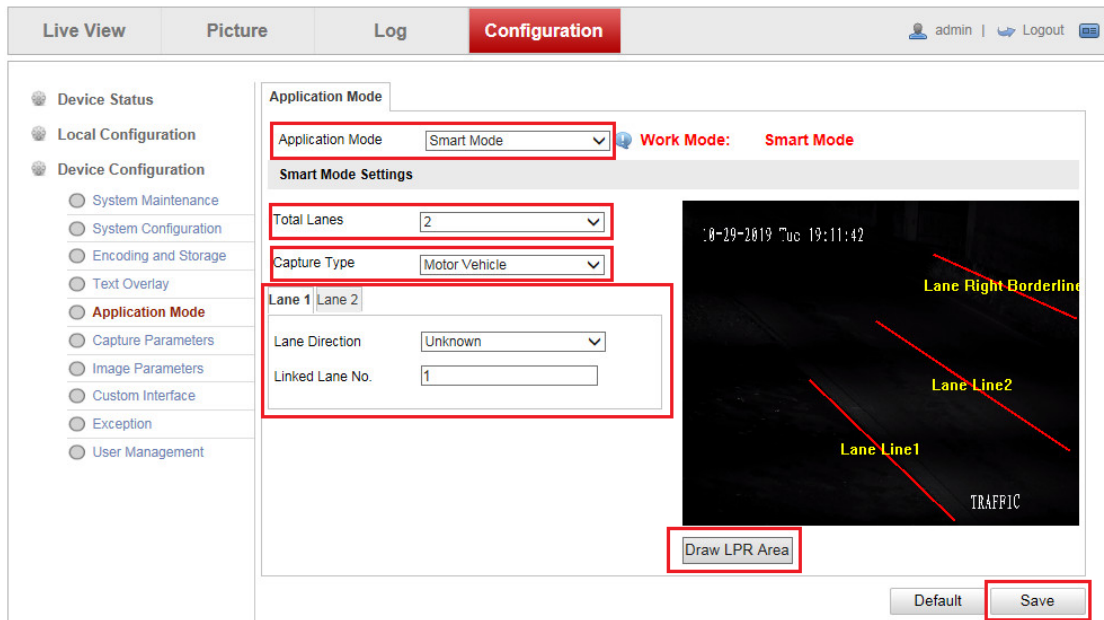 Live View
Picture
Log
Configuration
admin | Logout
Device Status
Local Configuration
Device Configuration
System Maintenance
System Configuration
Encoding and Storage
Text Overlay
Application Mode
Capture Parameters
Image Parameters
Custom Interface
Exception
User Management
Application Mode
Application Mode Smart Mode Work Mode: Smart Mode
Smart Mode Settings
Total Lanes 2
Capture Type Motor Vehicle
Lane 1 Lane 2
Lane Direction Unknown
Linked Lane No. 1
10-29-2019 Tue 19:11:42
Lane Right Borderline
Lane Line2
Lane Line1
TRAFFIC
Draw LPR Area
Default Save